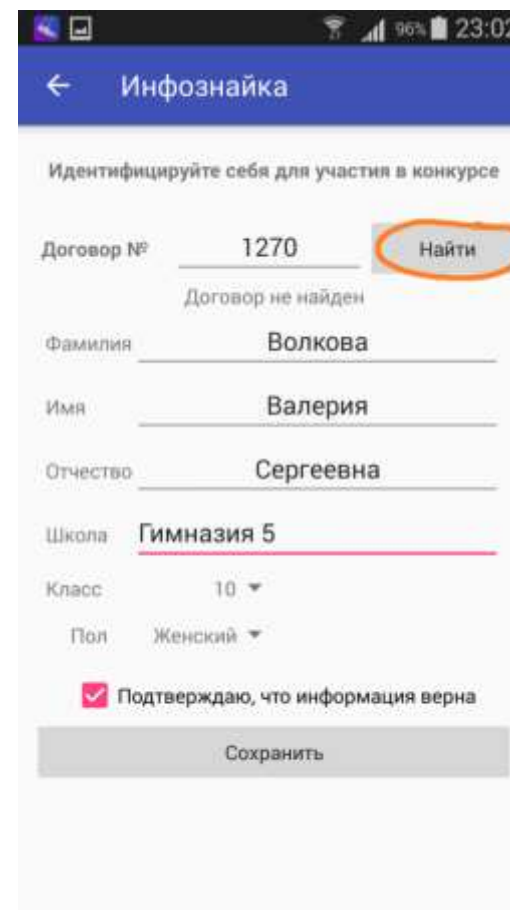 96% 23:02
Инфознайка
Идентифицируйте себя для участия в конкурсе
Договор № 1270 Найти
Договор не найден
Фамилия Волкова
Имя Валерия
Отчество Сергеевна
Школа Гимназия 5
Класс 10
Пол Женский
Подтверждаю, что информация верна
Сохранить